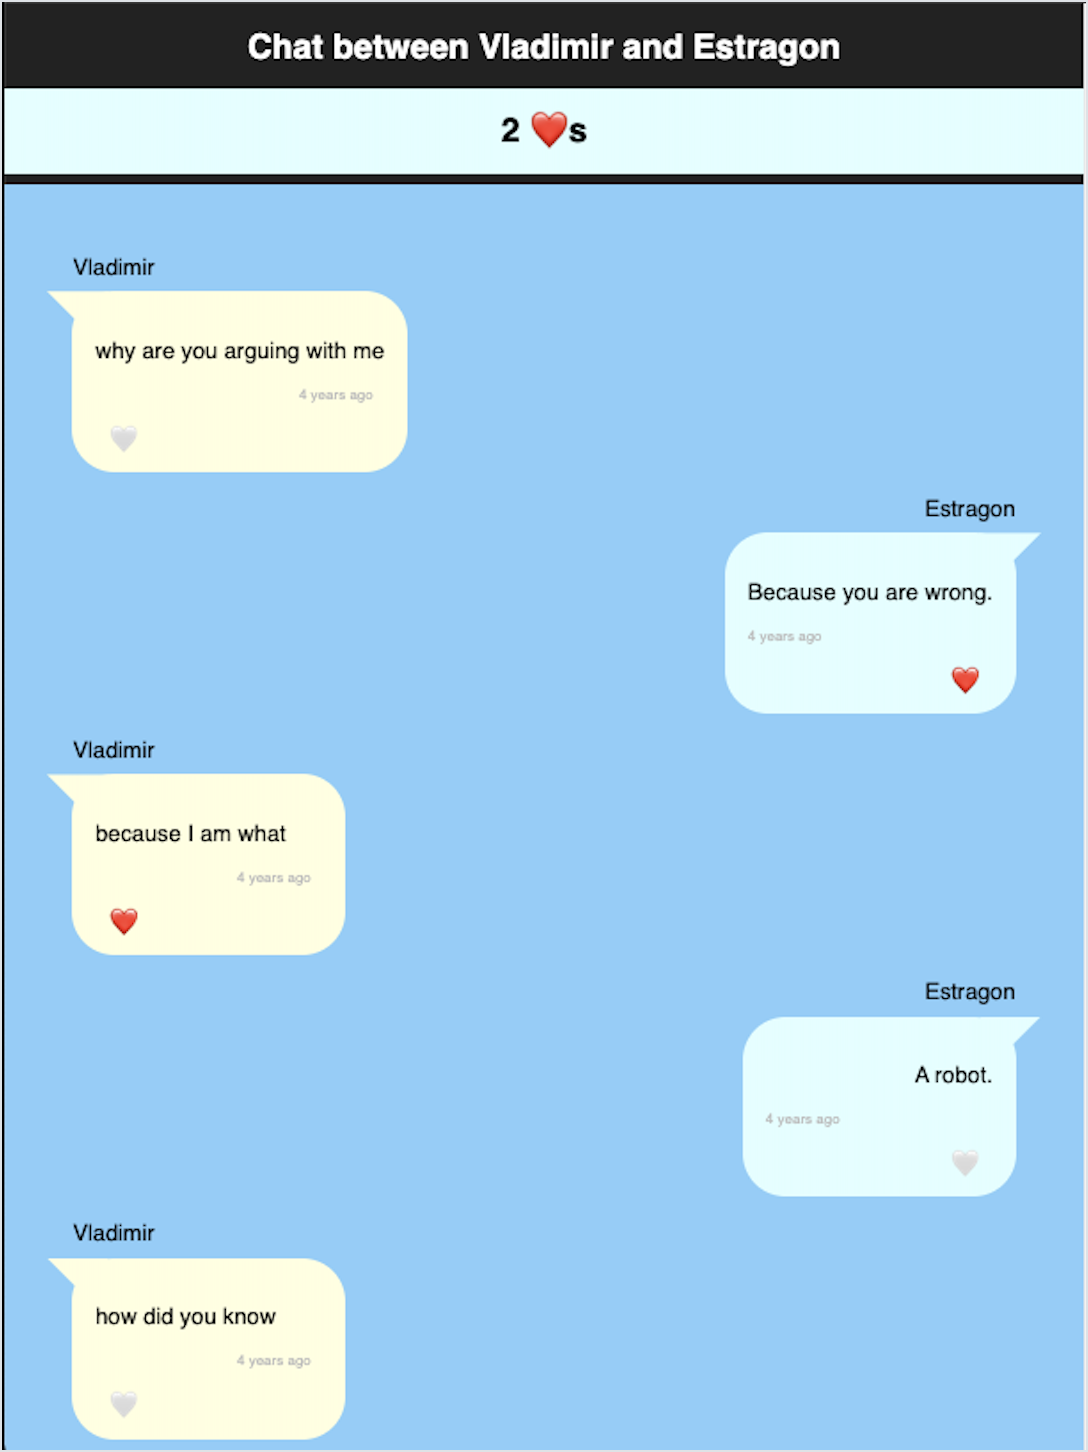 Chat between Vladimir and Estragon
2 ❤️s
Vladimir
why are you arguing with me
4 years ago
🤍
Estragon
Because you are wrong.
4 years ago
❤️
Vladimir
because I am what
4 years ago
❤️
Estragon
A robot.
4 years ago
🤍
Vladimir
how did you know
4 years ago
🤍